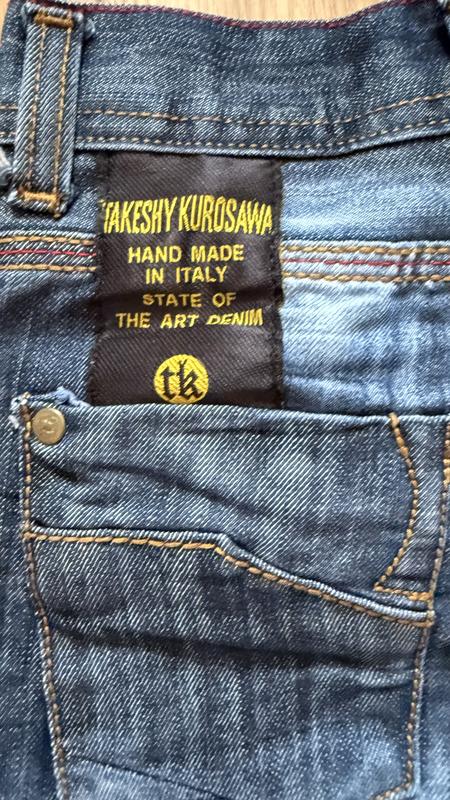 TAKESHY KUROSAWA
HAND MADE
IN ITALY
STATE OF
THE ART DENIM
tk